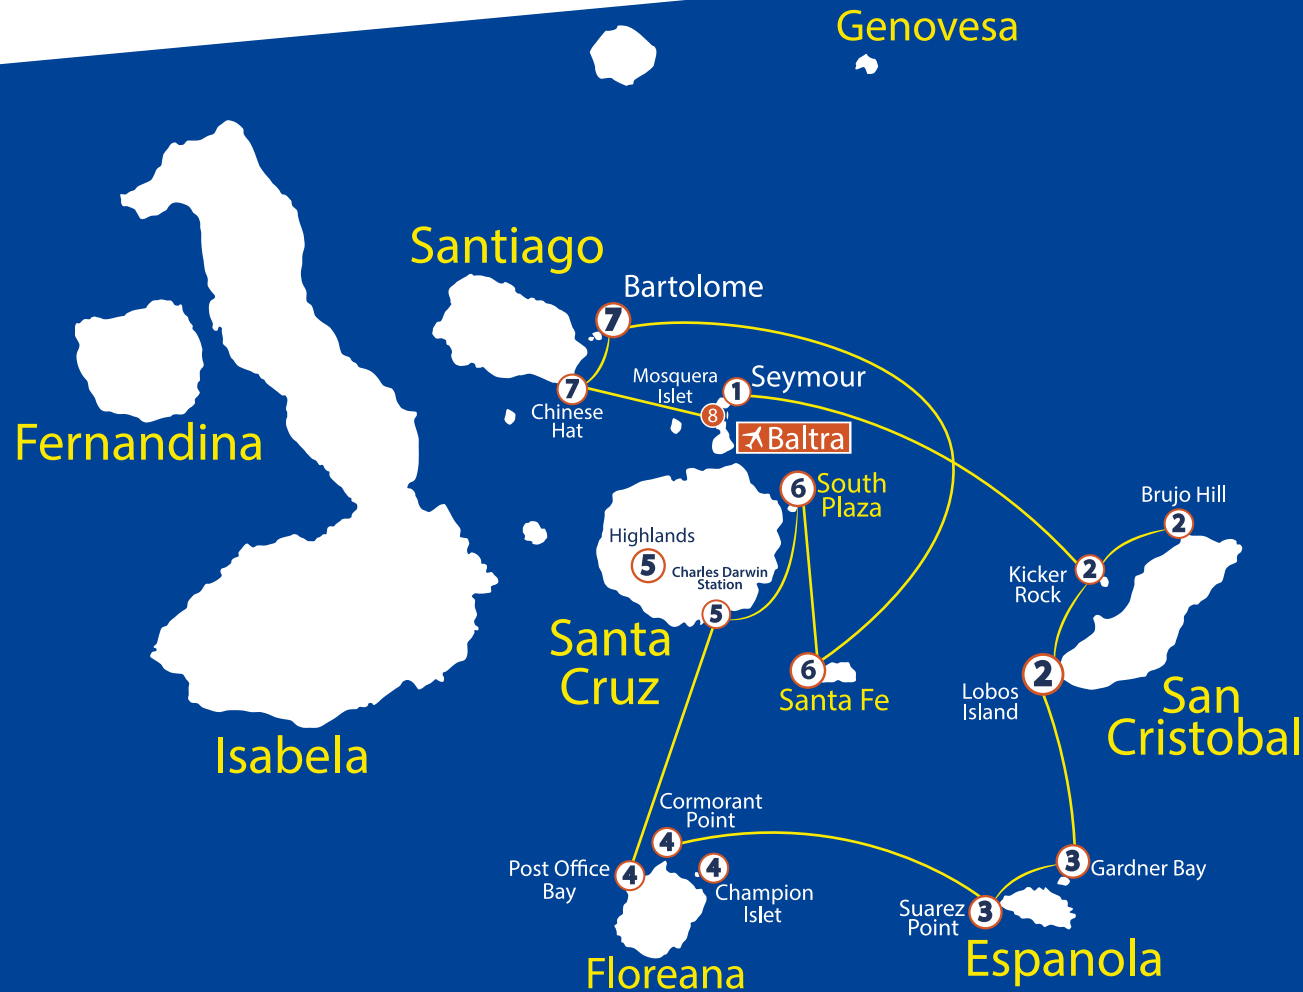 Genovesa
Santiago
Bartolome
7
7
Chinese
Hat
Mosquera
Islet
1
Seymour
8
Baltra
Fernandina
6
South
Plaza
Brujo Hill
2
Highlands
5
Charles Darwin
Station
5
Kicker
Rock
2
Santa
Cruz
6
Santa Fe
2
Lobos
Island
San
Cristobal
Isabela
Cormorant
Point
4
Post Office
Bay
4
4
Champion
Islet
3
Gardner Bay
Suarez
Point
3
Espanola
Floreana